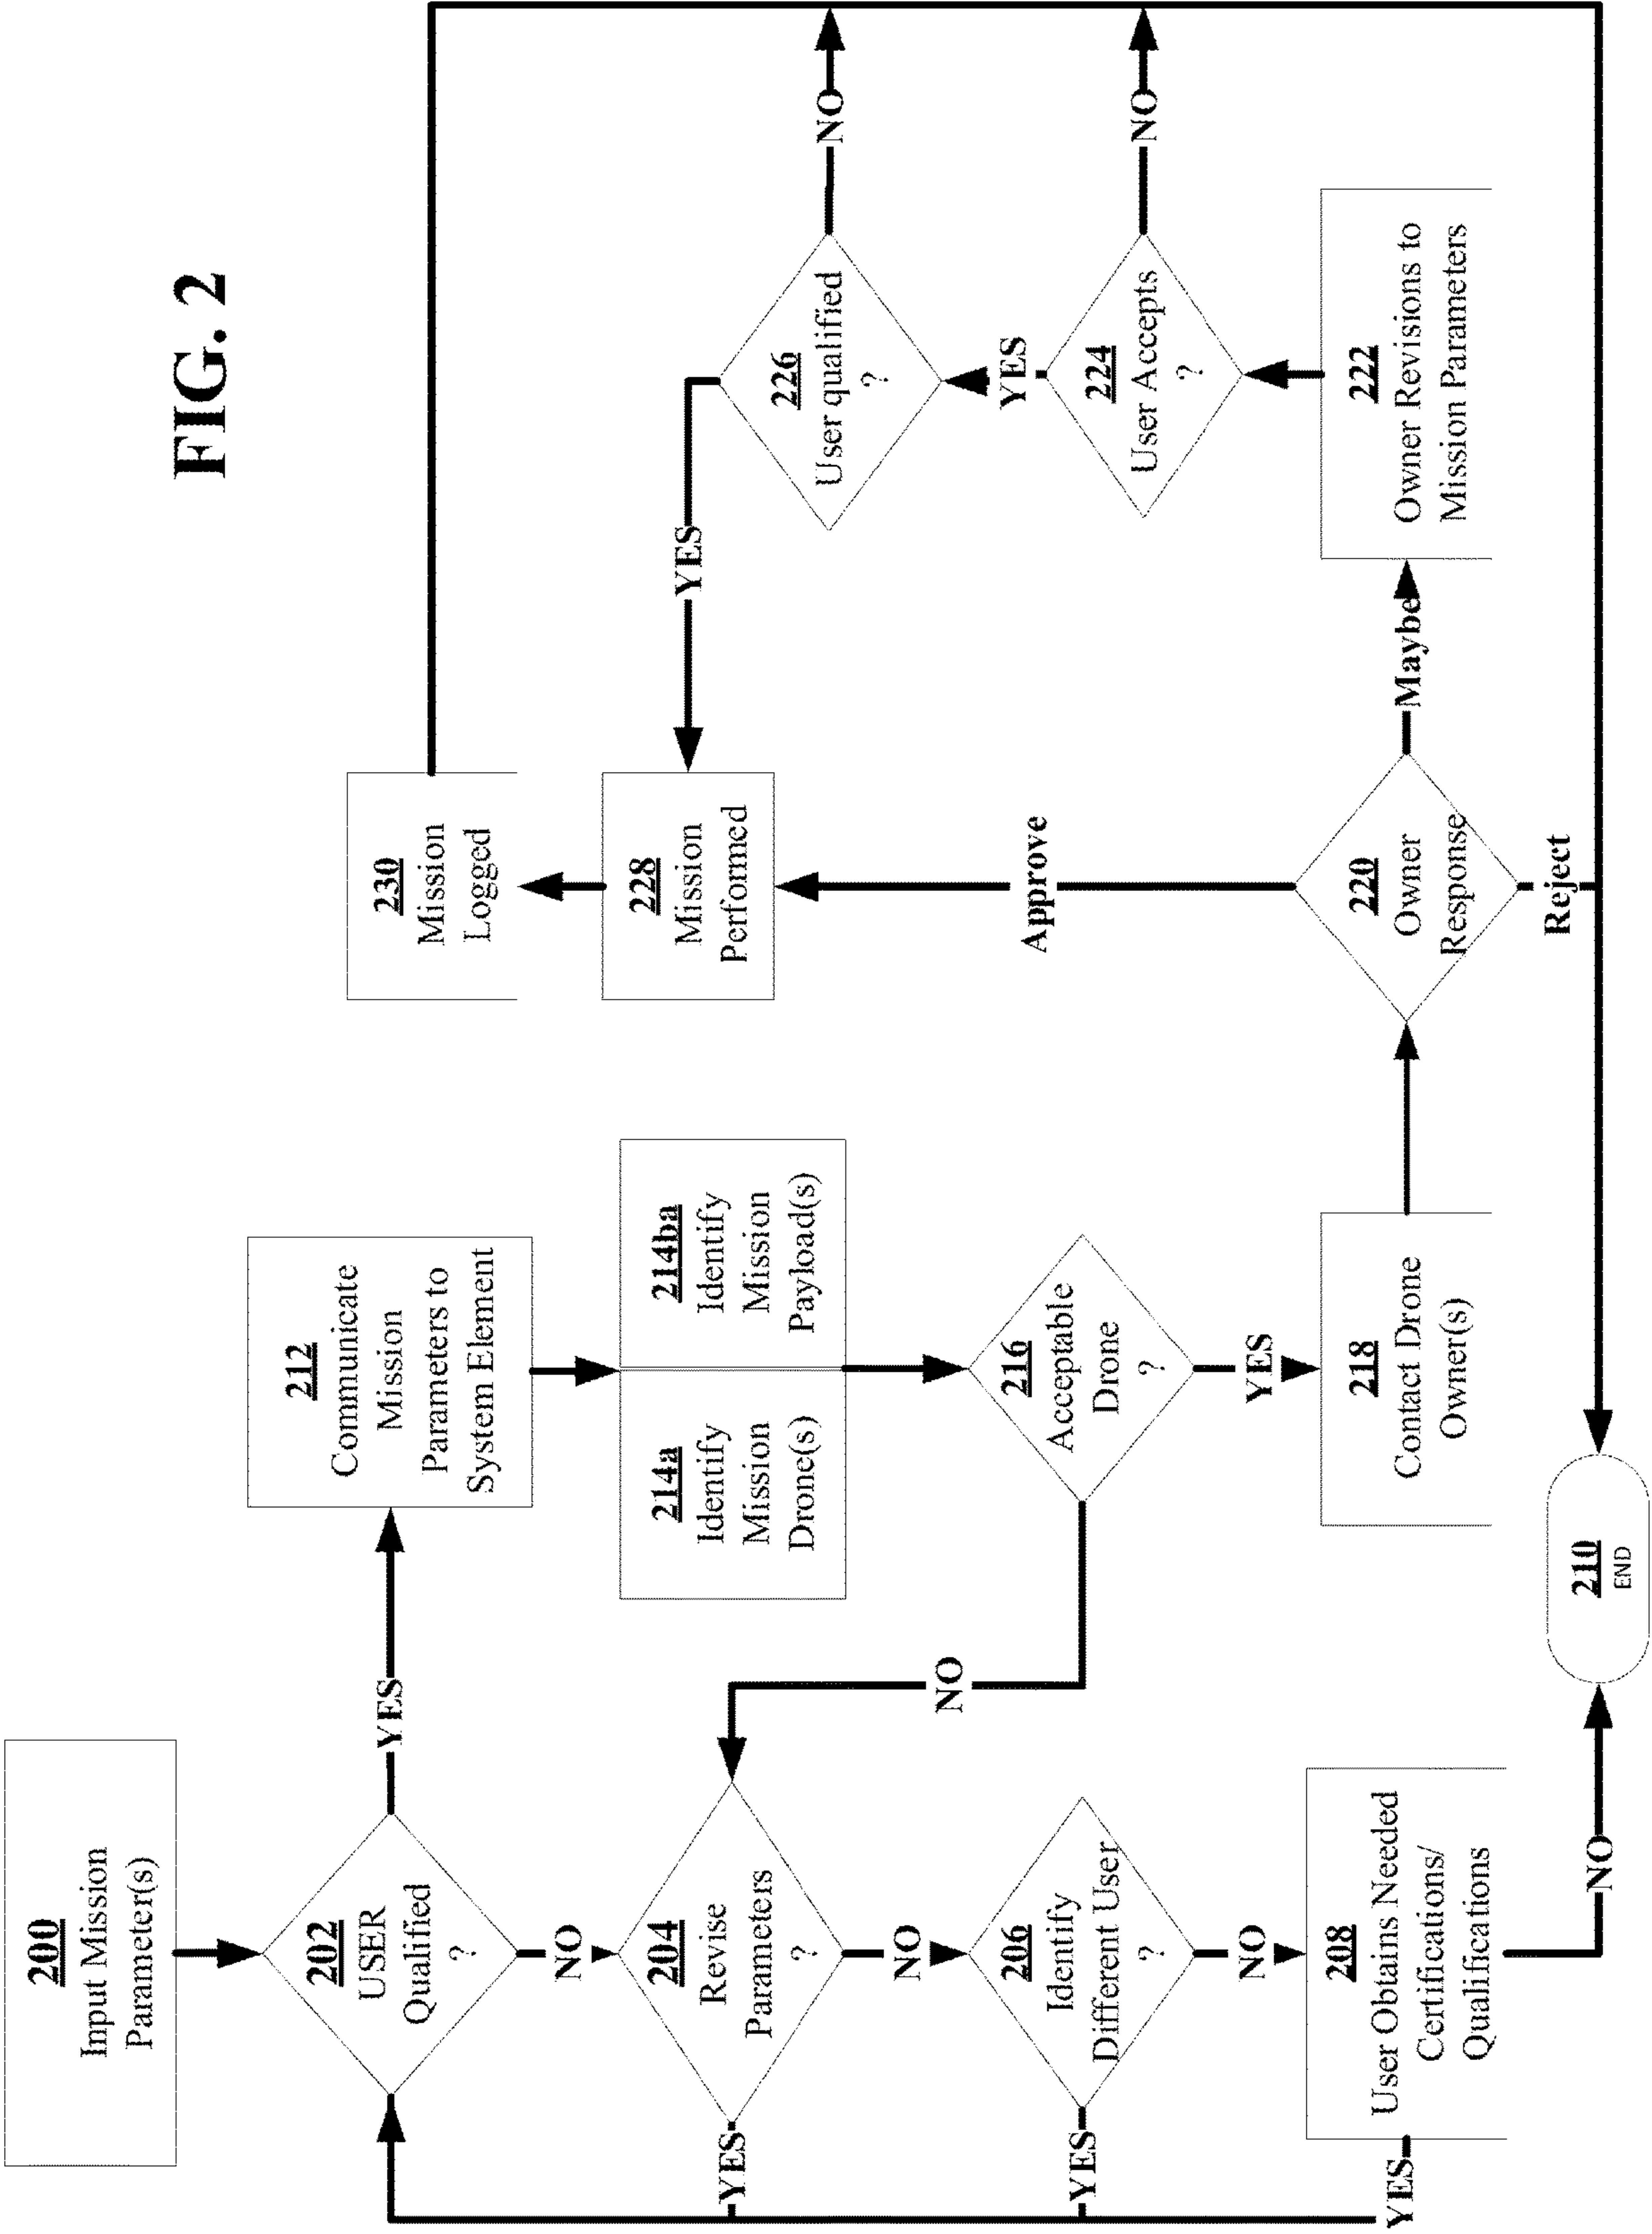 FIG. 2
200
Input Mission
Parameter(s)
202
USER
Qualified
?
YES
NO
204
Revise
Parameters
?
YES
NO
206
Identify
Different User
?
YES
NO
208
User Obtains Needed
Certifications/
Qualifications
YES
NO
210
END
212
Communicate
Mission
Parameters to
System Element
214a
Identify
Mission
Drone(s)
214ba
Identify
Mission
Payload(s)
216
Acceptable
Drone
?
NO
YES
218
Contact Drone
Owner(s)
220
Owner
Response
Approve
Maybe
Reject
222
Owner Revisions to
Mission Parameters
224
User Accepts
?
NO
YES
226
User qualified
?
NO
YES
228
Mission
Performed
230
Mission
Logged